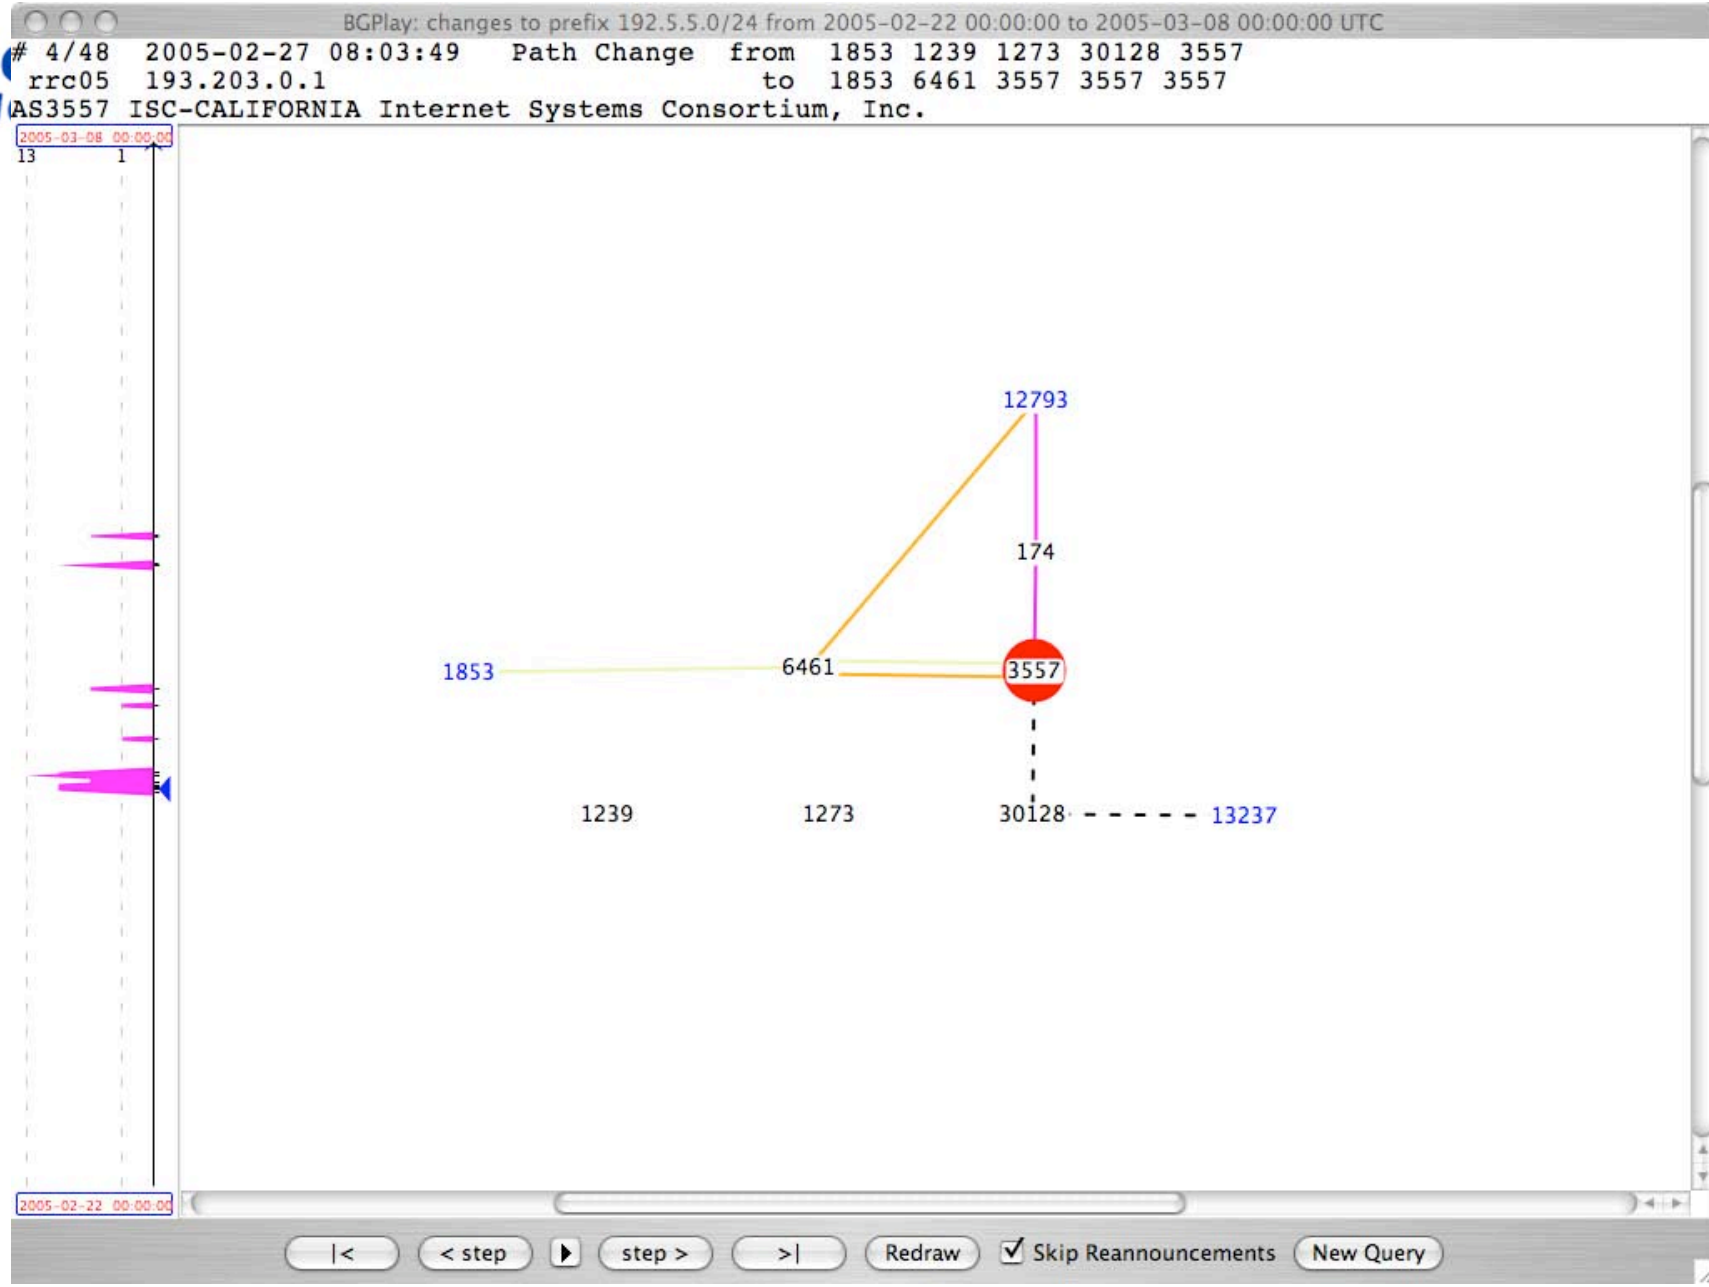 BGPlay: changes to prefix 192.5.5.0/24 from 2005-02-22 00:00:00 to 2005-03-08 00:00:00 UTC
# 4/48 2005-02-27 08:03:49 Path Change from 1853 1239 1273 30128 3557
rrc05 193.203.0.1 to 1853 6461 3557 3557 3557
AS3557 ISC-CALIFORNIA Internet Systems Consortium, Inc.
2005-03-08 00:00:00
13 1
12793
174
1853 6461 3557
1239 1273 30128 13237
2005-02-22 00:00:00
|< < step step > >| Redraw Skip Reannouncements New Query